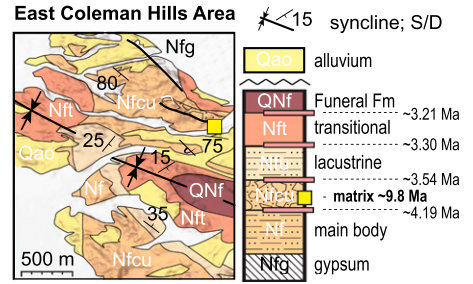 East Coleman Hills Area
15
syncline; S/D
Nfg
80
Qao
alluvium
Nfcu
Nft
QNf
Funeral Fm
~3.21 Ma
75
Nft
transitional
25
~3.30 Ma
Qao
15
lacustrine
~3.54 Ma
Nf
QNf
Nfcu
matrix ~9.8 Ma
35
Nft
~4.19 Ma
Nf
main body
Nfcu
500 m
Nfg
gypsum